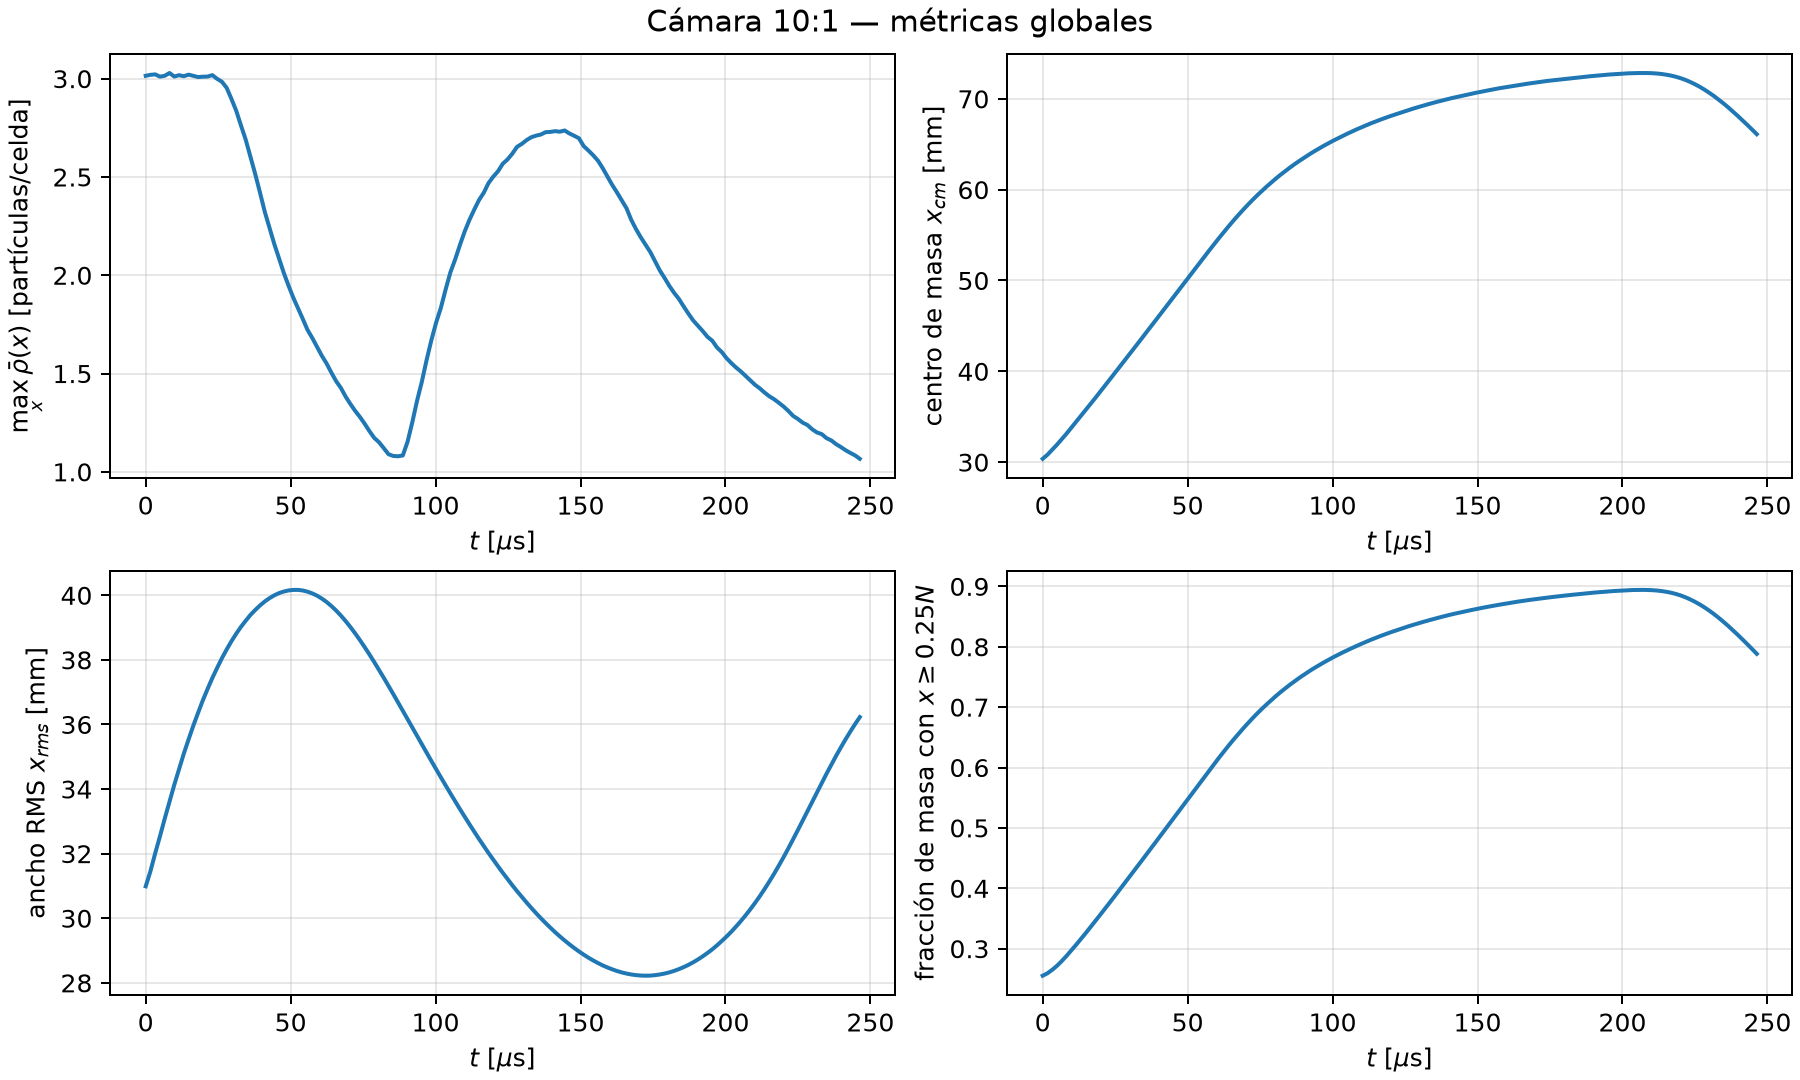 Cámara 10:1 — métricas globales
max ρ̄(x) [partículas/celda]
x
3.0
2.5
2.0
1.5
1.0
0 50 100 150 200 250
t [μs]
centro de masa x_cm [mm]
70
60
50
40
30
0 50 100 150 200 250
t [μs]
ancho RMS x_rms [mm]
40
38
36
34
32
30
28
0 50 100 150 200 250
t [μs]
fracción de masa con x ≥ 0.25N
0.9
0.8
0.7
0.6
0.5
0.4
0.3
0 50 100 150 200 250
t [μs]